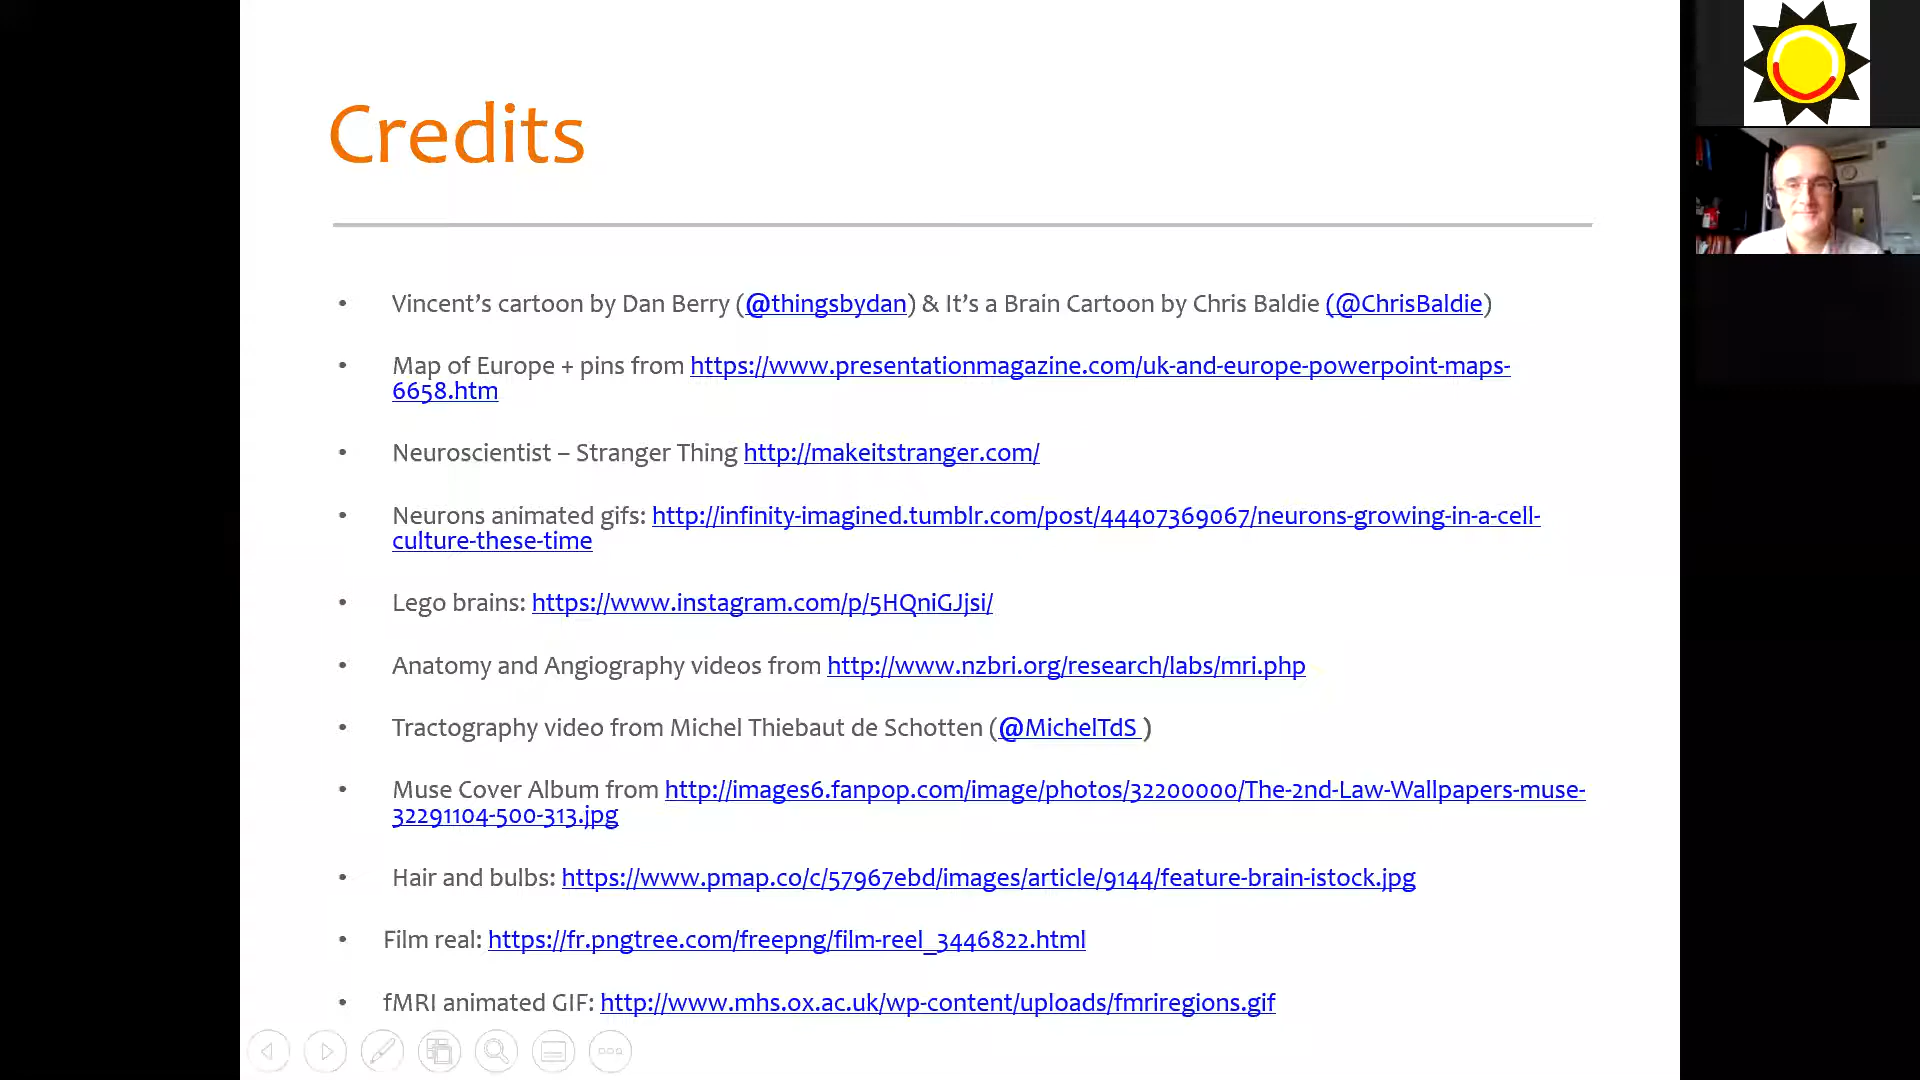 Credits
• Vincent’s cartoon by Dan Berry (@thingsbydan) & It’s a Brain Cartoon by Chris Baldie (@ChrisBaldie)
• Map of Europe + pins from https://www.presentationmagazine.com/uk-and-europe-powerpoint-maps-
6658.htm
• Neuroscientist – Stranger Thing http://makeitstranger.com/
• Neurons animated gifs: http://infinity-imagined.tumblr.com/post/44407369067/neurons-growing-in-a-cell-
culture-these-time
• Lego brains: https://www.instagram.com/p/5HQniGJjsi/
• Anatomy and Angiography videos from http://www.nzbri.org/research/labs/mri.php
• Tractography video from Michel Thiebaut de Schotten (@MichelTdS )
• Muse Cover Album from http://images6.fanpop.com/image/photos/32200000/The-2nd-Law-Wallpapers-muse-
32291104-500-313.jpg
• Hair and bulbs: https://www.pmap.co/c/57967ebd/images/article/9144/feature-brain-istock.jpg
• Film real: https://fr.pngtree.com/freepng/film-reel_3446822.html
• fMRI animated GIF: http://www.mhs.ox.ac.uk/wp-content/uploads/fmriregions.gif